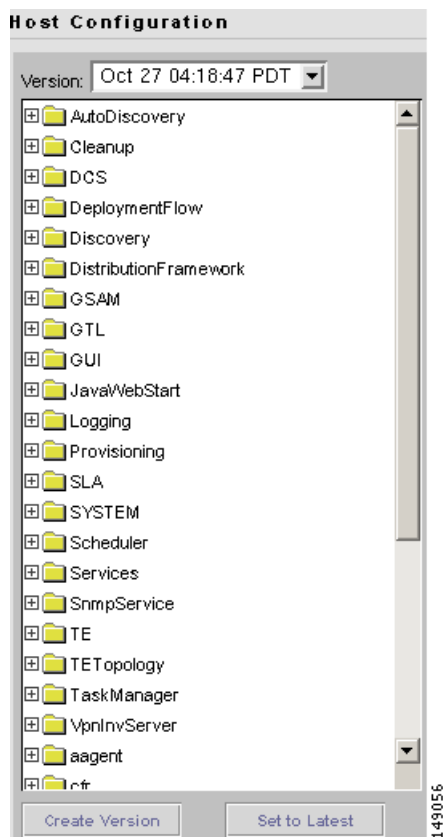 Host Configuration
Version: Oct 27 04:18:47 PDT
AutoDiscovery
Cleanup
DCS
DeploymentFlow
Discovery
DistributionFramework
GSAM
GTL
GUI
JavaWebStart
Logging
Provisioning
SLA
SYSTEM
Scheduler
Services
SnmpService
TE
TETopology
TaskManager
VpnInvServer
aagent
cfr
Create Version Set to Latest
149056